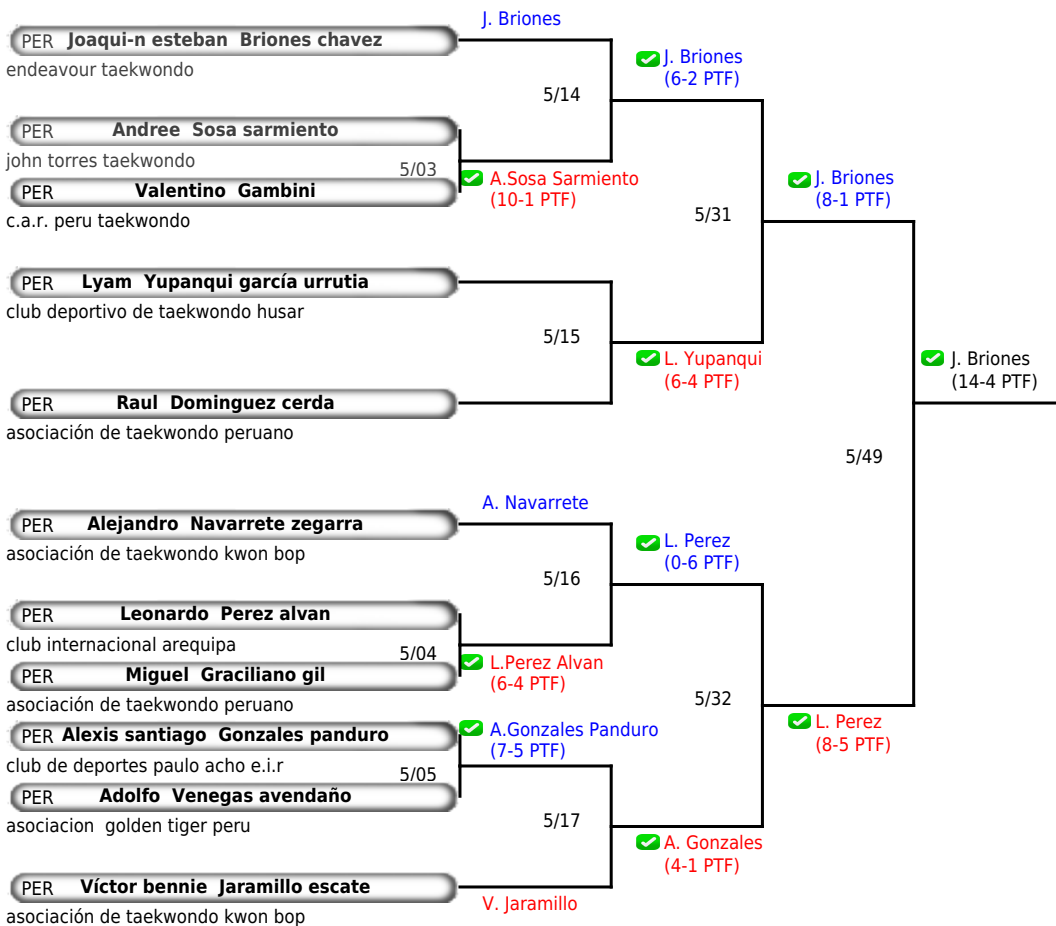 J. Briones
PER Joaqui-n esteban Briones chavez
endeavour taekwondo
J. Briones
(6-2 PTF)
5/14
PER Andree Sosa sarmiento
john torres taekwondo
5/03
PER Valentino Gambini
c.a.r. peru taekwondo
A.Sosa Sarmiento
(10-1 PTF)
J. Briones
(8-1 PTF)
5/31
PER Lyam Yupanqui garcía urrutia
club deportivo de taekwondo husar
5/15
L. Yupanqui
(6-4 PTF)
J. Briones
(14-4 PTF)
PER Raul Dominguez cerda
asociación de taekwondo peruano
5/49
A. Navarrete
PER Alejandro Navarrete zegarra
asociación de taekwondo kwon bop
L. Perez
(0-6 PTF)
5/16
PER Leonardo Perez alvan
club internacional arequipa
5/04
PER Miguel Graciliano gil
asociación de taekwondo peruano
L.Perez Alvan
(6-4 PTF)
5/32
L. Perez
(8-5 PTF)
PER Alexis santiago Gonzales panduro
club de deportes paulo acho e.i.r
A.Gonzales Panduro
(7-5 PTF)
5/05
PER Adolfo Venegas avendaño
asociacion golden tiger peru
5/17
A. Gonzales
(4-1 PTF)
PER Víctor bennie Jaramillo escate
asociación de taekwondo kwon bop
V. Jaramillo